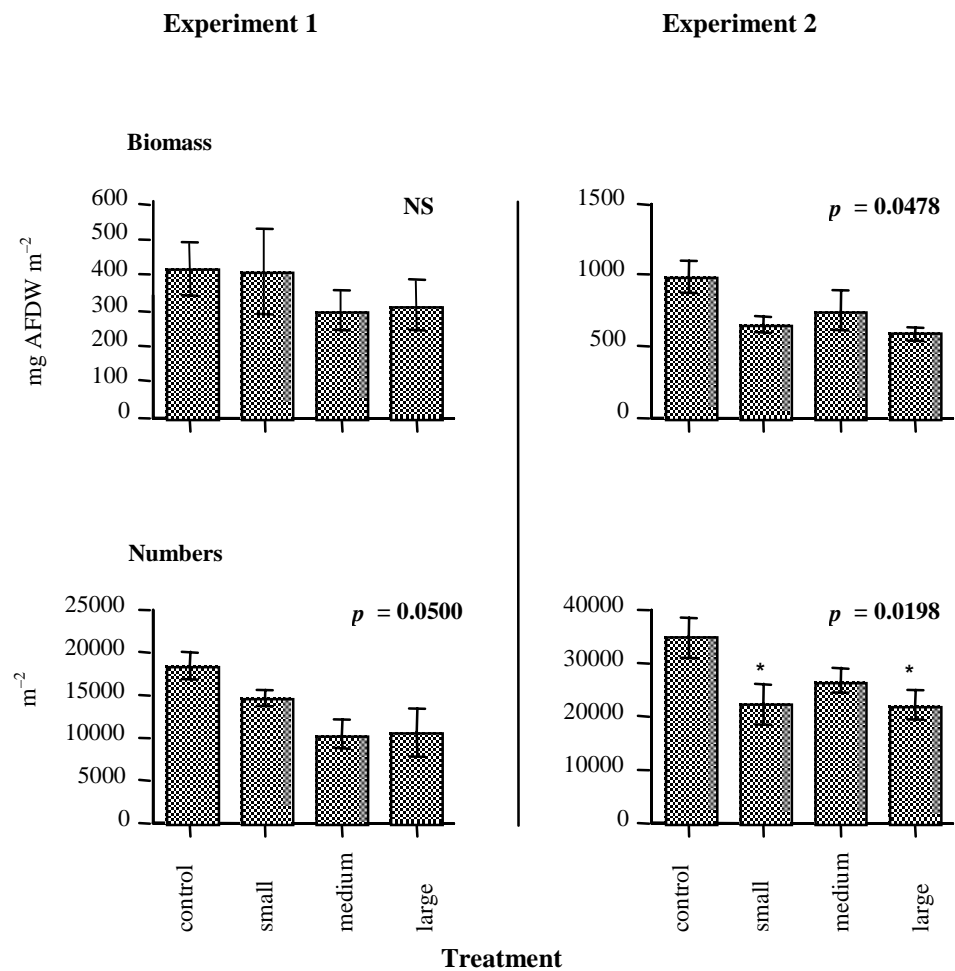 Experiment 1
Experiment 2
Biomass
600
500
400
300
200
100
0
mg AFDW m⁻²
NS
1500
1000
500
0
p = 0.0478
Numbers
25000
20000
15000
10000
5000
0
m⁻²
p = 0.0500
40000
30000
20000
10000
0
p = 0.0198
*
*
control
small
medium
large
control
small
medium
large
Treatment